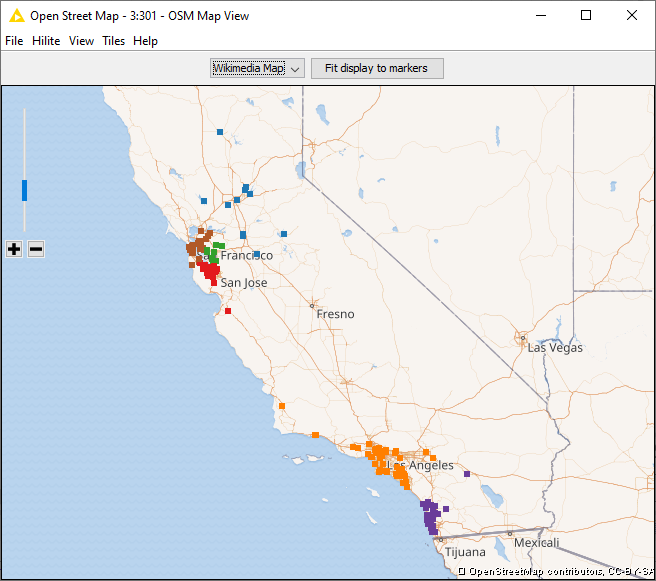 Open Street Map - 3:301 - OSM Map View
File Hilite View Tiles Help
Wikimedia Map Fit display to markers
San Francisco
San Jose
Fresno
Las Vegas
Los Angeles
Mexicali
Tijuana
© OpenStreetMap contributors, CC-BY-SA